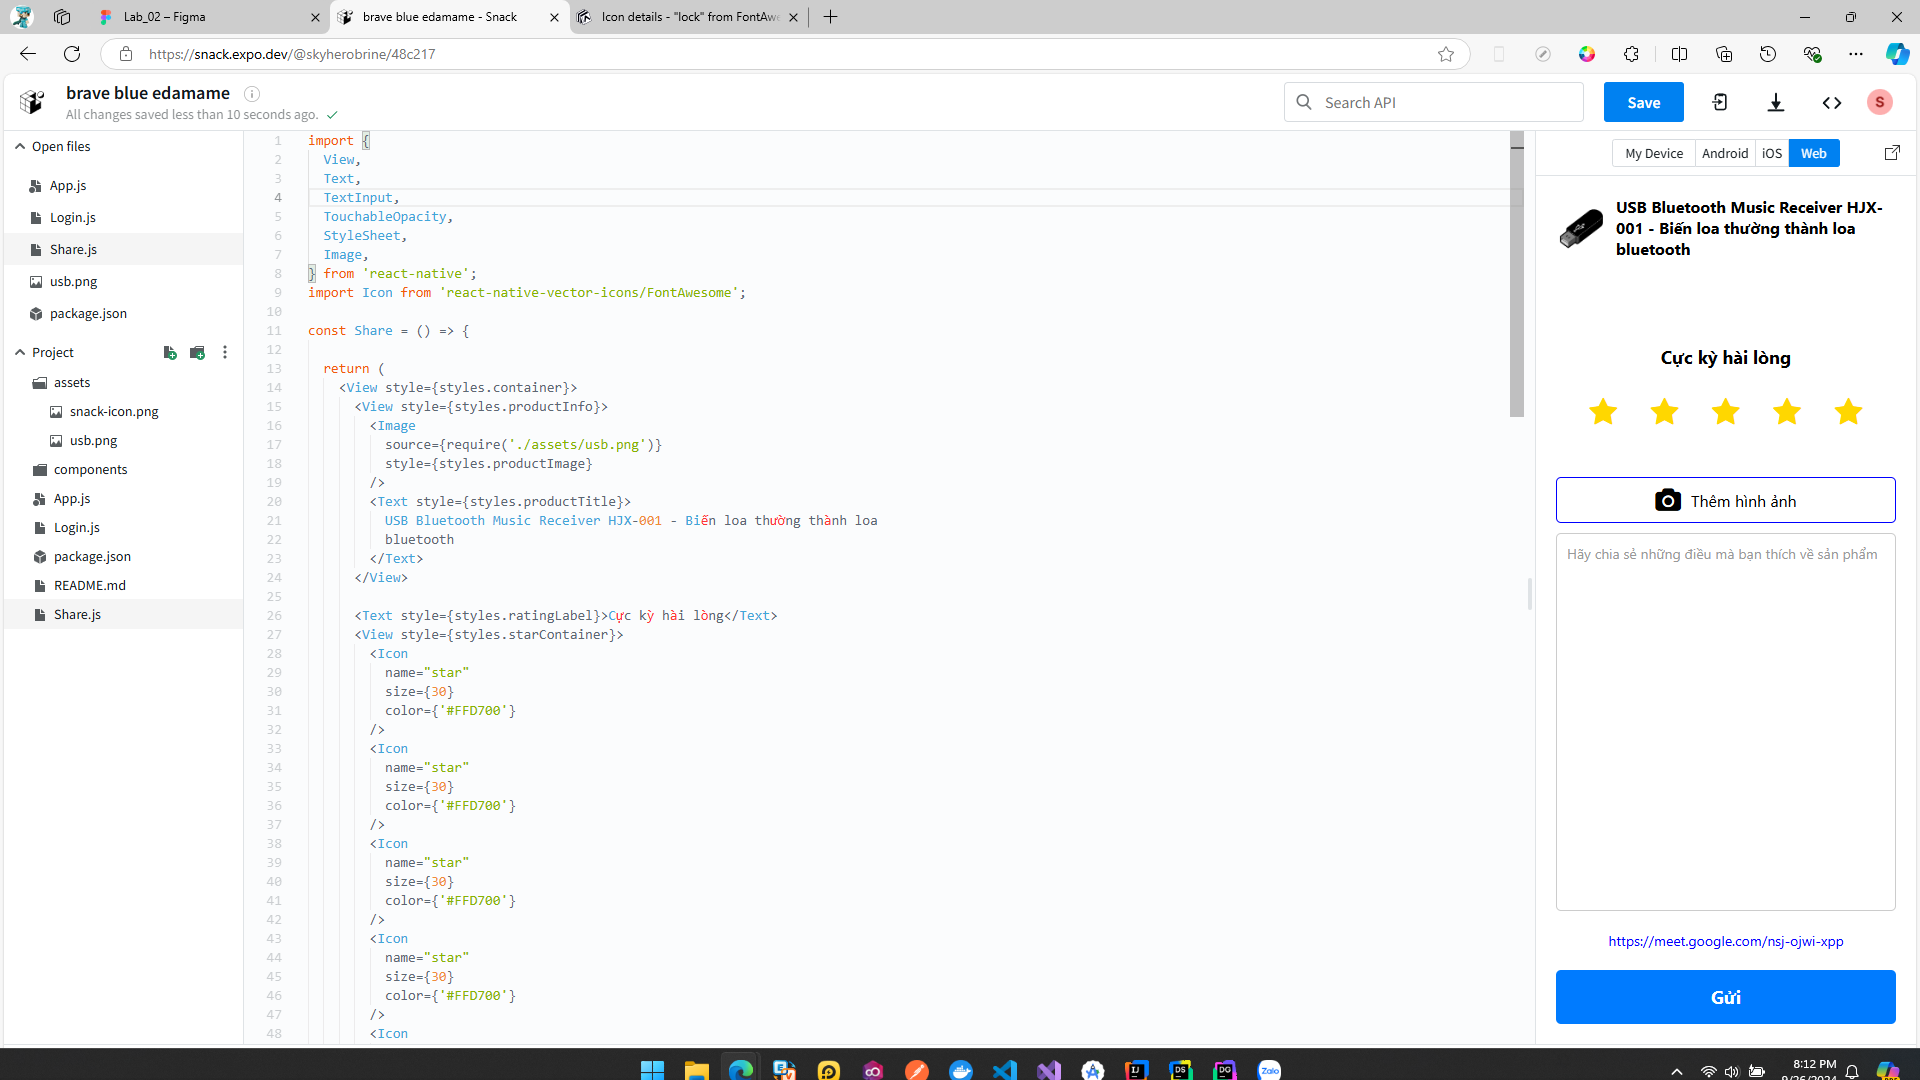 Lab_02 – Figma
brave blue edamame - Snack
Icon details - "lock" from FontAwe
https://snack.expo.dev/@skyherobrine/48c217
brave blue edamame
All changes saved less than 10 seconds ago.
Search API
Save
S
Open files
App.js
Login.js
Share.js
usb.png
package.json
Project
assets
snack-icon.png
usb.png
components
App.js
Login.js
package.json
README.md
Share.js
1 import {
2 View,
3 Text,
4 TextInput,
5 TouchableOpacity,
6 StyleSheet,
7 Image,
8 } from 'react-native';
9 import Icon from 'react-native-vector-icons/FontAwesome';
10
11 const Share = () => {
12
13 return (
14 <View style={styles.container}>
15 <View style={styles.productInfo}>
16 <Image
17 source={require('./assets/usb.png')}
18 style={styles.productImage}
19 />
20 <Text style={styles.productTitle}>
21 USB Bluetooth Music Receiver HJX-001 - Biến loa thường thành loa
22 bluetooth
23 </Text>
24 </View>
25
26 <Text style={styles.ratingLabel}>Cực kỳ hài lòng</Text>
27 <View style={styles.starContainer}>
28 <Icon
29 name="star"
30 size={30}
31 color={'#FFD700'}
32 />
33 <Icon
34 name="star"
35 size={30}
36 color={'#FFD700'}
37 />
38 <Icon
39 name="star"
40 size={30}
41 color={'#FFD700'}
42 />
43 <Icon
44 name="star"
45 size={30}
46 color={'#FFD700'}
47 />
48 <Icon
My Device
Android
iOS
Web
USB Bluetooth Music Receiver HJX-
001 - Biến loa thường thành loa
bluetooth
Cực kỳ hài lòng
Thêm hình ảnh
Hãy chia sẻ những điều mà bạn thích về sản phẩm
https://meet.google.com/nsj-ojwi-xpp
Gửi
IJ
DS
DG
Zalo
8:12 PM
9/26/2024